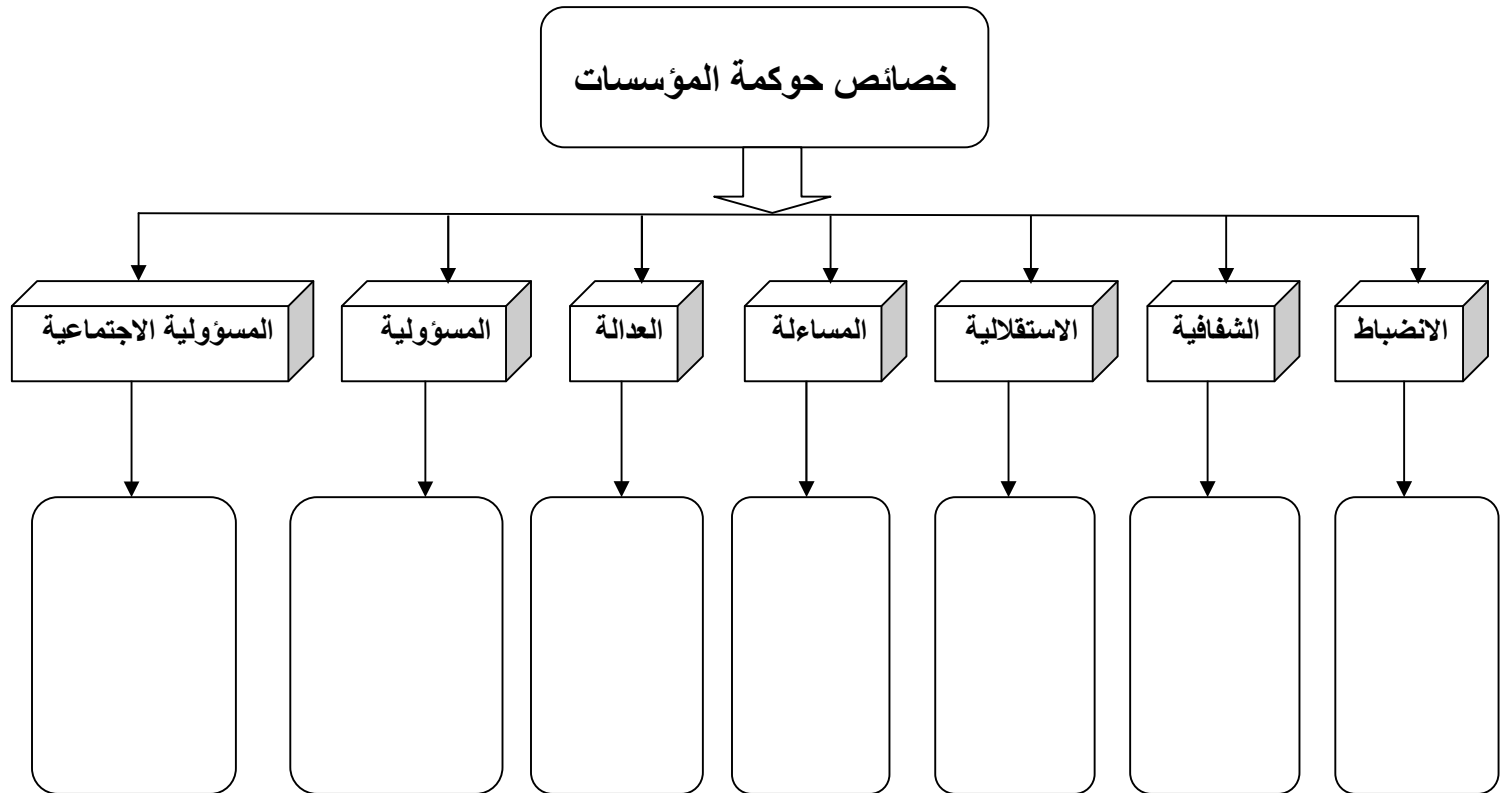 خصائص حوكمة المؤسسات
الانضباط
الشفافية
الاستقلالية
المساءلة
العدالة
المسؤولية
المسؤولية الاجتماعية